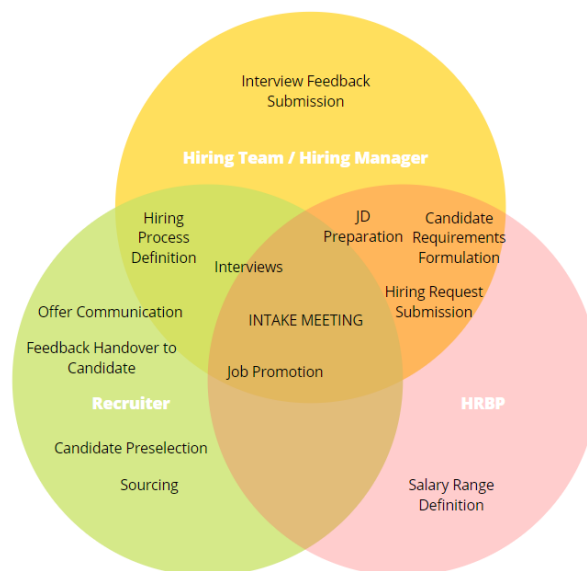 Interview Feedback
Submission
Hiring Team / Hiring Manager
Hiring
Process
Definition
JD
Preparation
Candidate
Requirements
Formulation
Interviews
Hiring Request
Submission
Offer Communication
INTAKE MEETING
Feedback Handover to
Candidate
Job Promotion
Recruiter
HRBP
Candidate Preselection
Sourcing
Salary Range
Definition